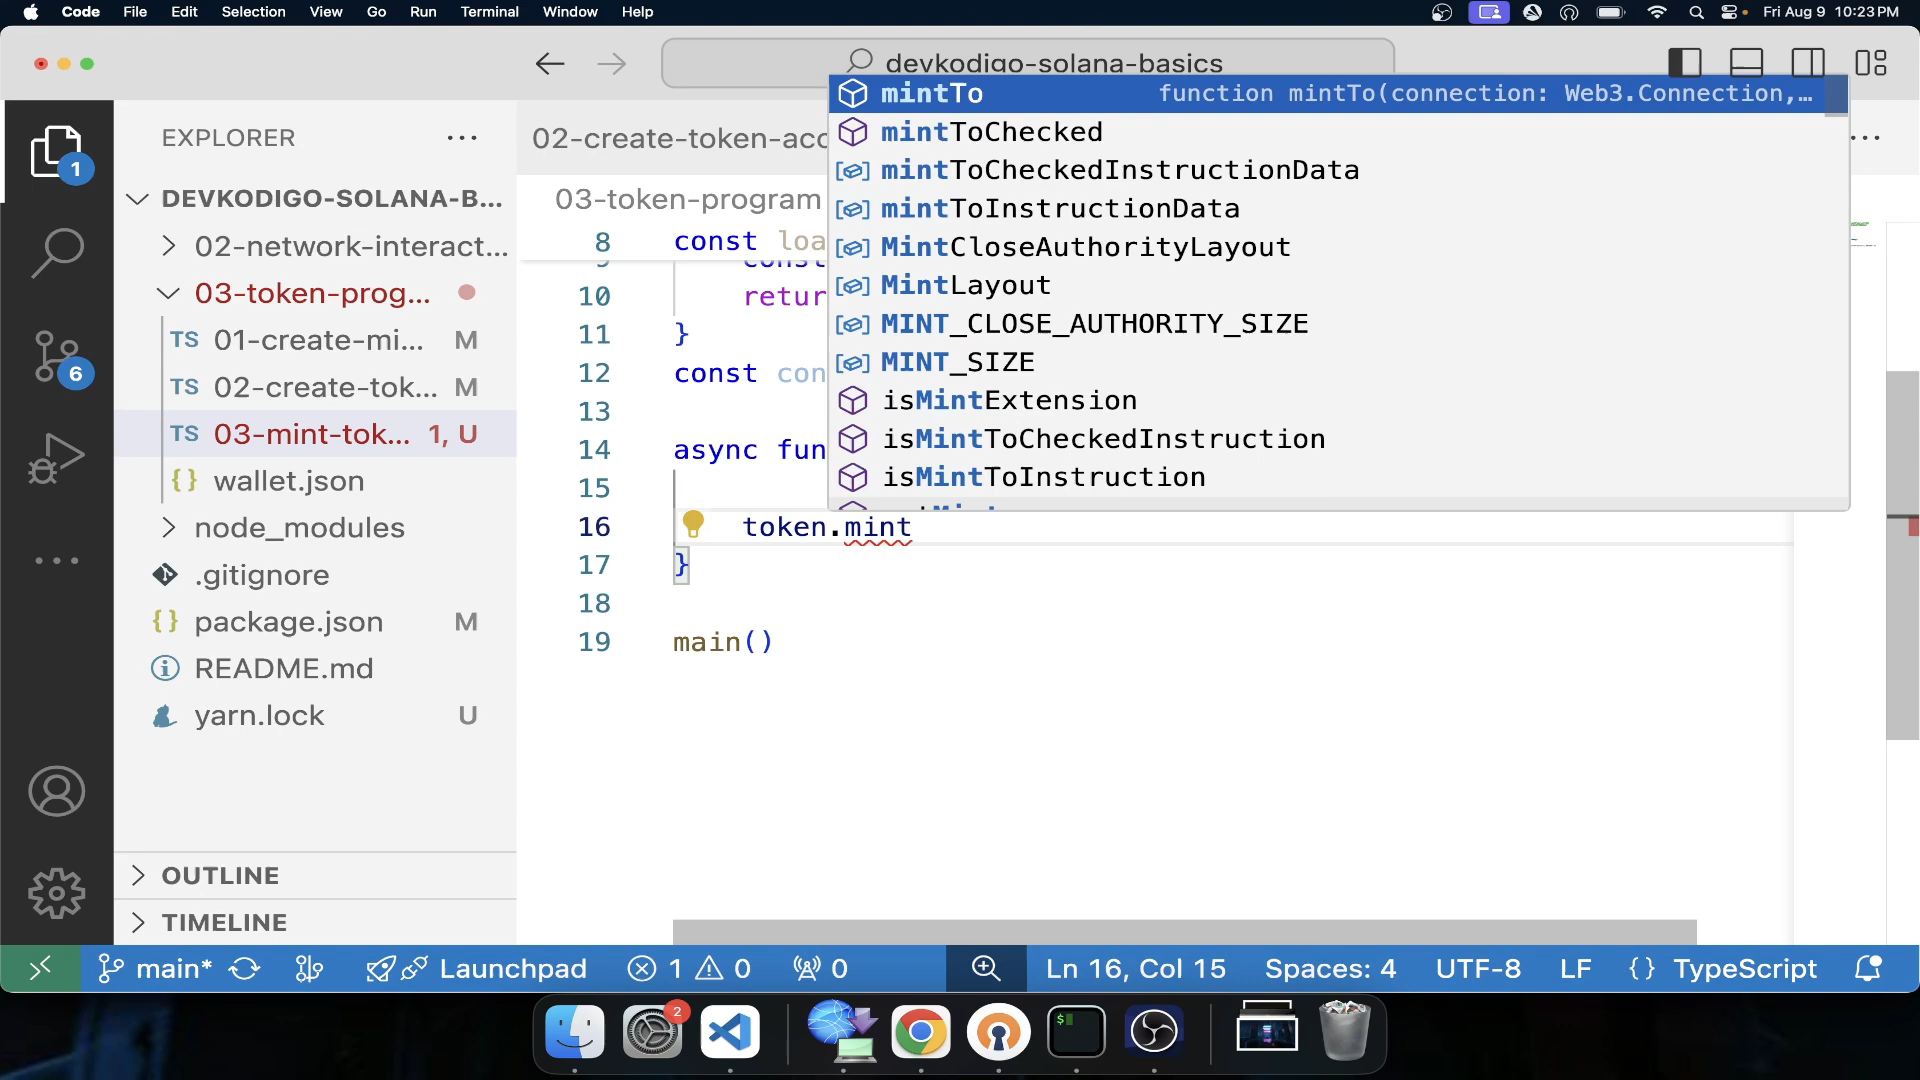 Code File Edit Selection View Go Run Terminal Window Help Fri Aug 9 10:23 PM
devkodigo-solana-basics
EXPLORER
DEVKODIGO-SOLANA-B...
02-network-interact...
03-token-prog...
TS 01-create-mi... M
TS 02-create-tok... M
TS 03-mint-tok... 1, U
{} wallet.json
node_modules
.gitignore
{} package.json M
README.md
yarn.lock U
OUTLINE
TIMELINE
1
6
02-create-token-acc
03-token-program
8 const loa
9 const
10 retur
11 }
12 const con
13
14 async fun
15
16 token.mint
17 }
18
19 main()
mintTo function mintTo(connection: Web3.Connection,…
mintToChecked
mintToCheckedInstructionData
mintToInstructionData
MintCloseAuthorityLayout
MintLayout
MINT_CLOSE_AUTHORITY_SIZE
MINT_SIZE
isMintExtension
isMintToCheckedInstruction
isMintToInstruction
main* Launchpad 1 0 0 Ln 16, Col 15 Spaces: 4 UTF-8 LF {} TypeScript
2
$